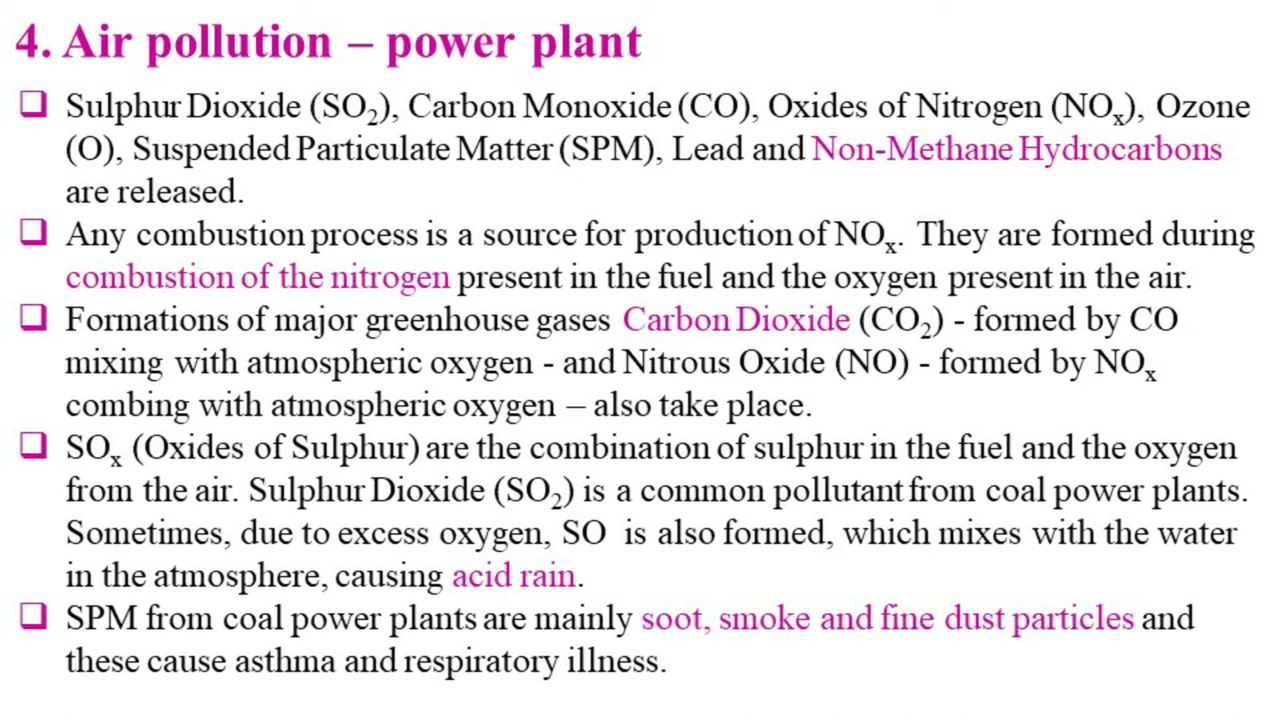 4. Air pollution – power plant
❑ Sulphur Dioxide (SO₂), Carbon Monoxide (CO), Oxides of Nitrogen (NOₓ), Ozone
(O), Suspended Particulate Matter (SPM), Lead and Non-Methane Hydrocarbons
are released.
❑ Any combustion process is a source for production of NOₓ. They are formed during
combustion of the nitrogen present in the fuel and the oxygen present in the air.
❑ Formations of major greenhouse gases Carbon Dioxide (CO₂) - formed by CO
mixing with atmospheric oxygen - and Nitrous Oxide (NO) - formed by NOₓ
combing with atmospheric oxygen – also take place.
❑ SOₓ (Oxides of Sulphur) are the combination of sulphur in the fuel and the oxygen
from the air. Sulphur Dioxide (SO₂) is a common pollutant from coal power plants.
Sometimes, due to excess oxygen, SO is also formed, which mixes with the water
in the atmosphere, causing acid rain.
❑ SPM from coal power plants are mainly soot, smoke and fine dust particles and
these cause asthma and respiratory illness.